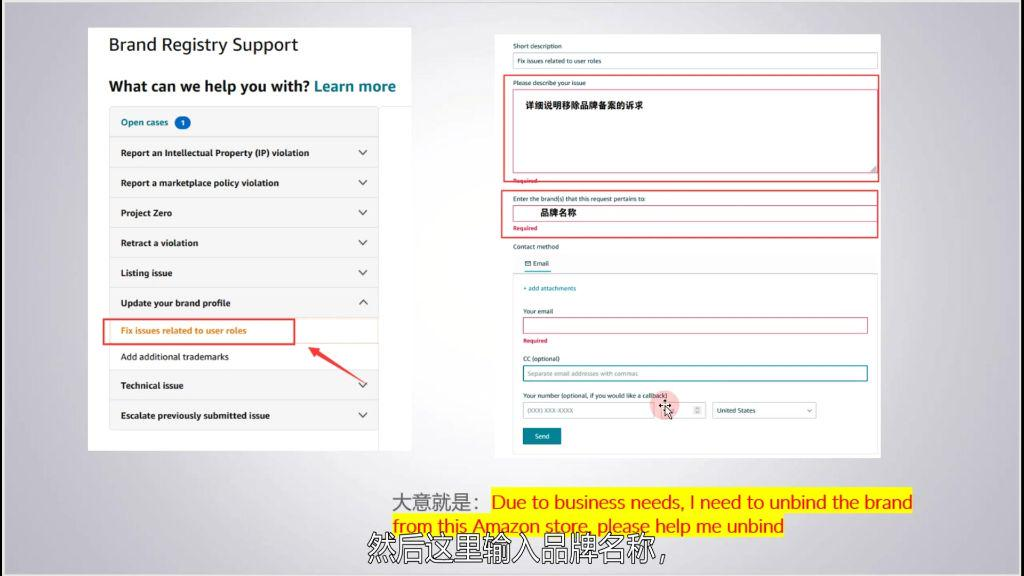 Brand Registry Support
What can we help you with? Learn more
Open cases 1
Report an Intellectual Property (IP) violation
Report a marketplace policy violation
Project Zero
Retract a violation
Listing issue
Update your brand profile
Fix issues related to user roles
Add additional trademarks
Technical issue
Escalate previously submitted issue
Short description
Fix issues related to user roles
Please describe your issue
详细说明移除品牌备案的诉求
Required
Enter the brand(s) that this request pertains to:
品牌名称
Required
Contact method
Email
+ add attachments
Your email
Required
CC (optional)
Separate email addresses with commas
Your number (optional, if you would like a callback)
(XXX) XXX-XXXX
United States
Send
大意就是：Due to business needs, I need to unbind the brand
from this Amazon store, please help me unbind
然后这里输入品牌名称，